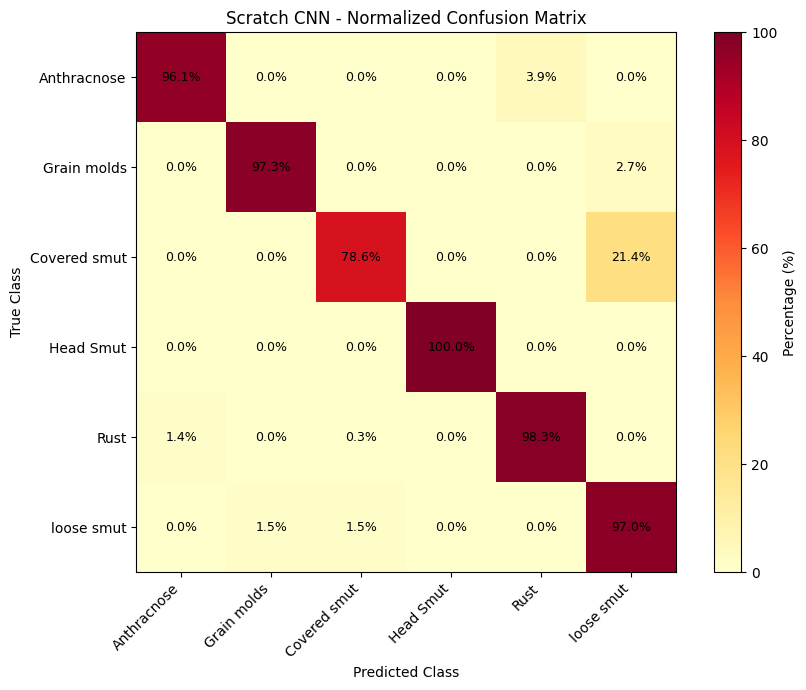 Scratch CNN - Normalized Confusion Matrix
Anthracnose 96.1% 0.0% 0.0% 0.0% 3.9% 0.0%
Grain molds 0.0% 97.3% 0.0% 0.0% 0.0% 2.7%
Covered smut 0.0% 0.0% 78.6% 0.0% 0.0% 21.4%
Head Smut 0.0% 0.0% 0.0% 100.0% 0.0% 0.0%
Rust 1.4% 0.0% 0.3% 0.0% 98.3% 0.0%
loose smut 0.0% 1.5% 1.5% 0.0% 0.0% 97.0%
True Class
Anthracnose Grain molds Covered smut Head Smut Rust loose smut
Predicted Class
100
80
60
40
20
0
Percentage (%)